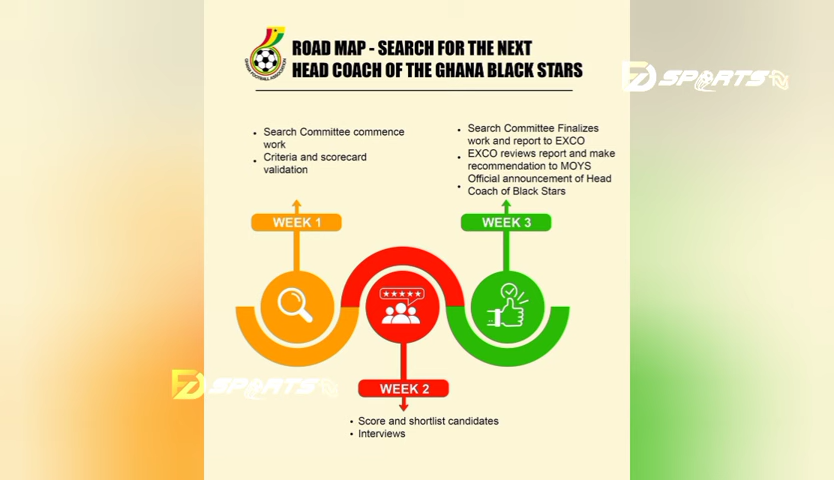 ROAD MAP - SEARCH FOR THE NEXT
HEAD COACH OF THE GHANA BLACK STARS
GHANA FOOTBALL ASSOCIATION
SPORTS
• Search Committee commence
work
• Criteria and scorecard
validation
• Search Committee Finalizes
work and report to EXCO
• EXCO reviews report and make
recommendation to MOYS
Official announcement of Head
• Coach of Black Stars
WEEK 1
WEEK 3
WEEK 2
SPORTS
• Score and shortlist candidates
• Interviews